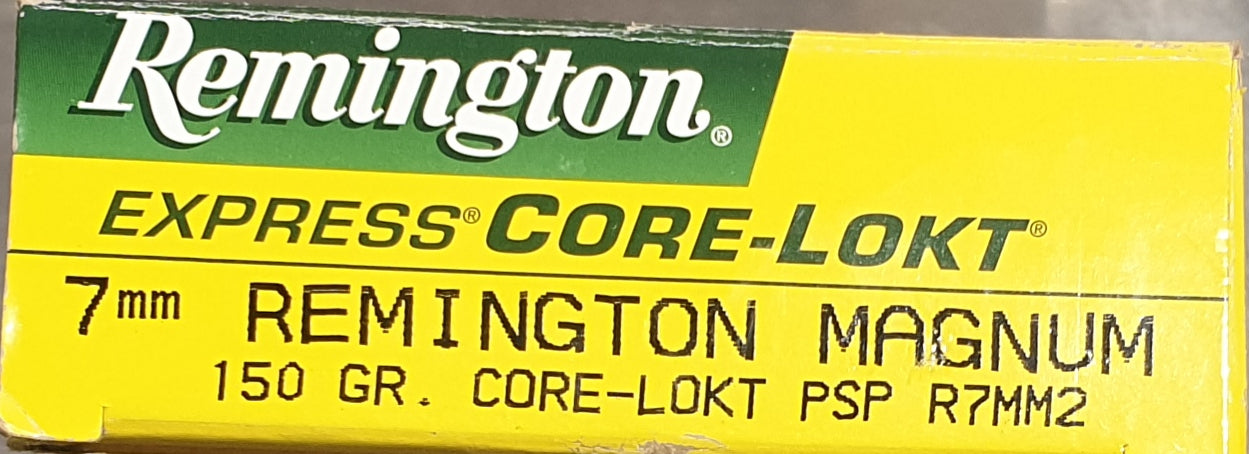 Remington®
EXPRESS® CORE-LOKT®
7mm REMINGTON MAGNUM
150 GR. CORE-LOKT PSP R7MM2